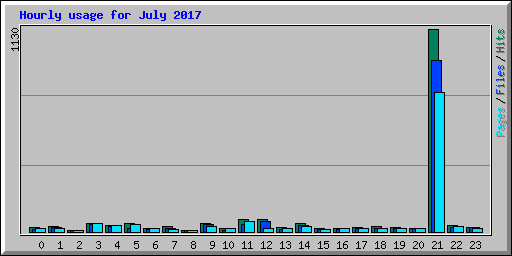 Hourly usage for July 2017
1130
Pages/Files/Hits
0 1 2 3 4 5 6 7 8 9 10 11 12 13 14 15 16 17 18 19 20 21 22 23